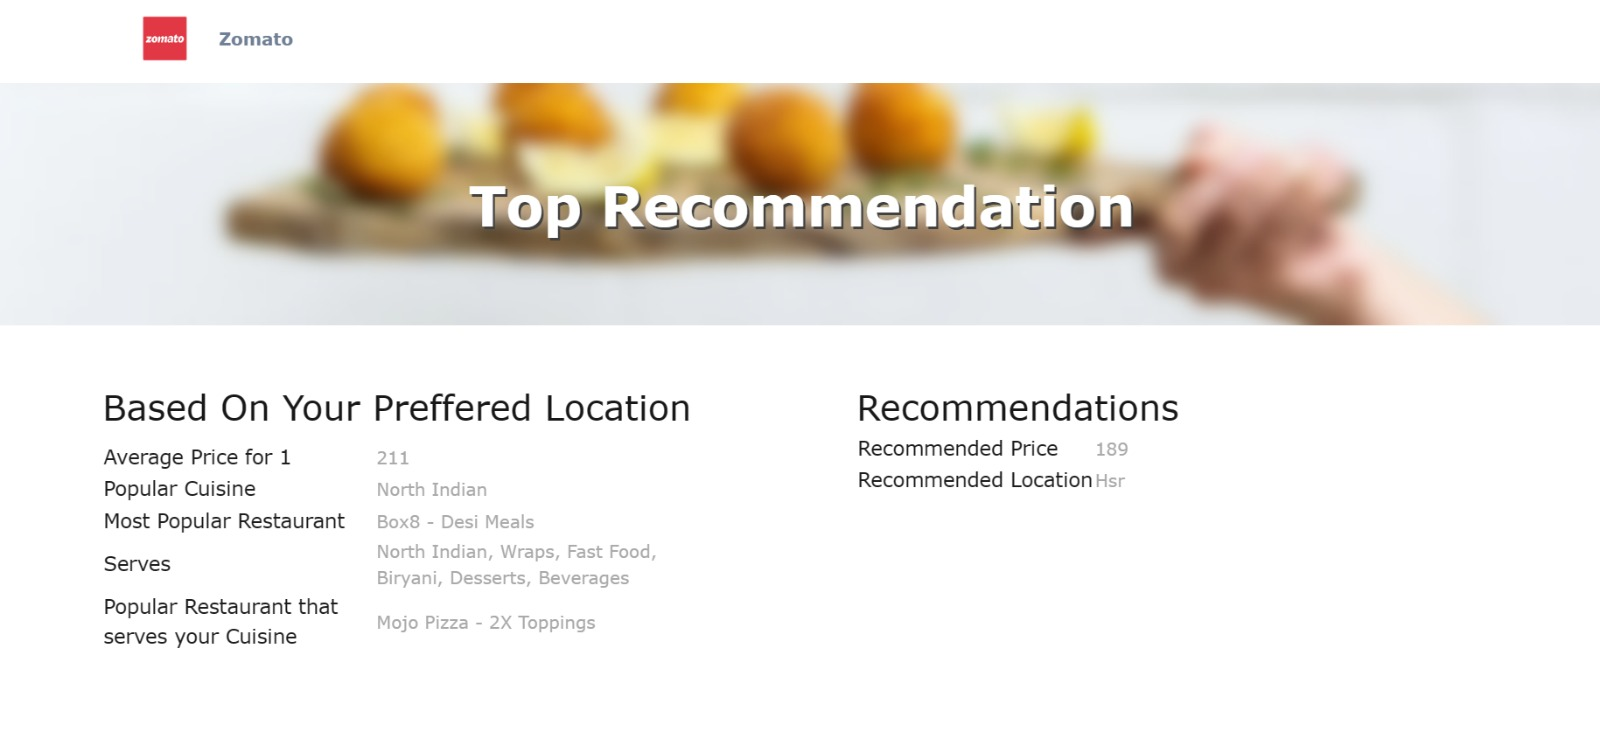 zomato
Zomato
Top Recommendation
Based On Your Preffered Location
Average Price for 1 211
Popular Cuisine North Indian
Most Popular Restaurant Box8 - Desi Meals
Serves North Indian, Wraps, Fast Food,
Biryani, Desserts, Beverages
Popular Restaurant that
serves your Cuisine Mojo Pizza - 2X Toppings
Recommendations
Recommended Price 189
Recommended Location Hsr